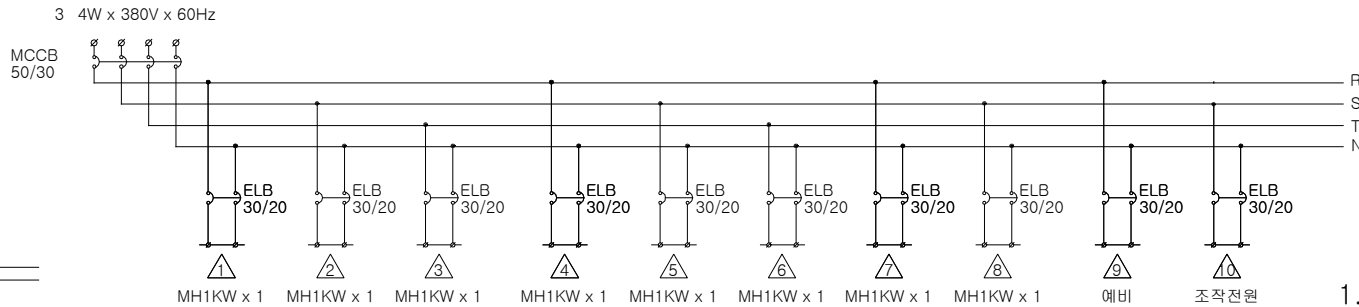 3 4W x 380V x 60Hz
MCCB
50/30
R
S
T
N
ELB
30/20
ELB
30/20
ELB
30/20
ELB
30/20
ELB
30/20
ELB
30/20
ELB
30/20
ELB
30/20
ELB
30/20
ELB
30/20
1 2 3 4 5 6 7 8 9 10
MH1KW x 1 MH1KW x 1 MH1KW x 1 MH1KW x 1 MH1KW x 1 MH1KW x 1 MH1KW x 1 MH1KW x 1 예비 조작전원 1.